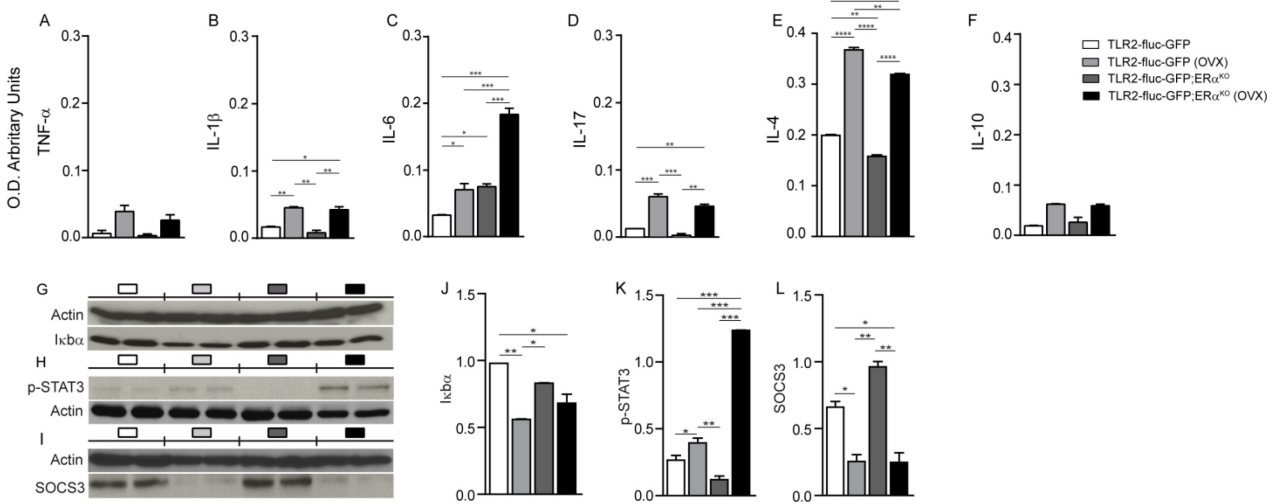 A
B
C
D
E
F
O.D. Arbritary Units
TNF-α
0.3
0.2
0.1
0.0
IL-1β
0.3
0.2
0.1
0.0
*
**
**
**
IL-6
0.3
0.2
0.1
0.0
***
***
***
*
*
IL-17
0.3
0.2
0.1
0.0
**
***
***
**
IL-4
0.4
0.3
0.2
0.1
0.0
**
**
****
****
****
IL-10
0.4
0.3
0.2
0.1
0.0
TLR2-fluc-GFP
TLR2-fluc-GFP (OVX)
TLR2-fluc-GFP;ERα^KO
TLR2-fluc-GFP;ERα^KO (OVX)
G
Actin
Iκbα
H
p-STAT3
Actin
I
Actin
SOCS3
J
Iκbα
1.5
1.0
0.5
0.0
*
**
*
K
p-STAT3
1.5
1.0
0.5
0.0
***
***
***
*
**
L
SOCS3
1.5
1.0
0.5
0.0
*
**
**
*